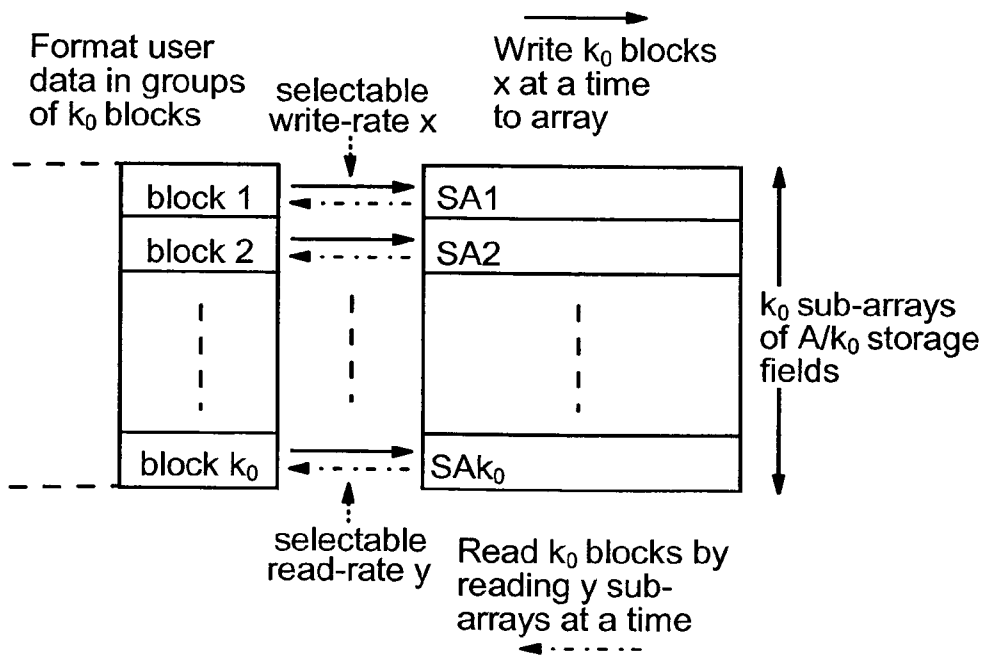 Format user
data in groups
of k₀ blocks
selectable
write-rate x
Write k₀ blocks
x at a time
to array
block 1
SA1
block 2
SA2
block k₀
SAk₀
k₀ sub-arrays
of A/k₀ storage
fields
selectable
read-rate y
Read k₀ blocks by
reading y sub-
arrays at a time